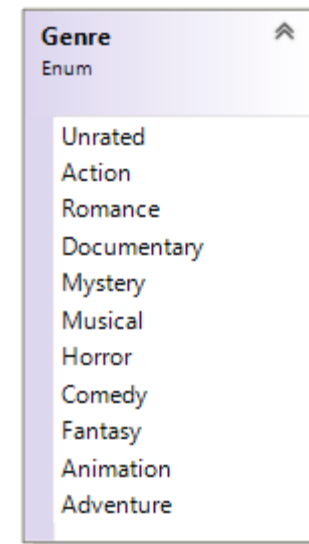 Genre
Enum
Unrated
Action
Romance
Documentary
Mystery
Musical
Horror
Comedy
Fantasy
Animation
Adventure